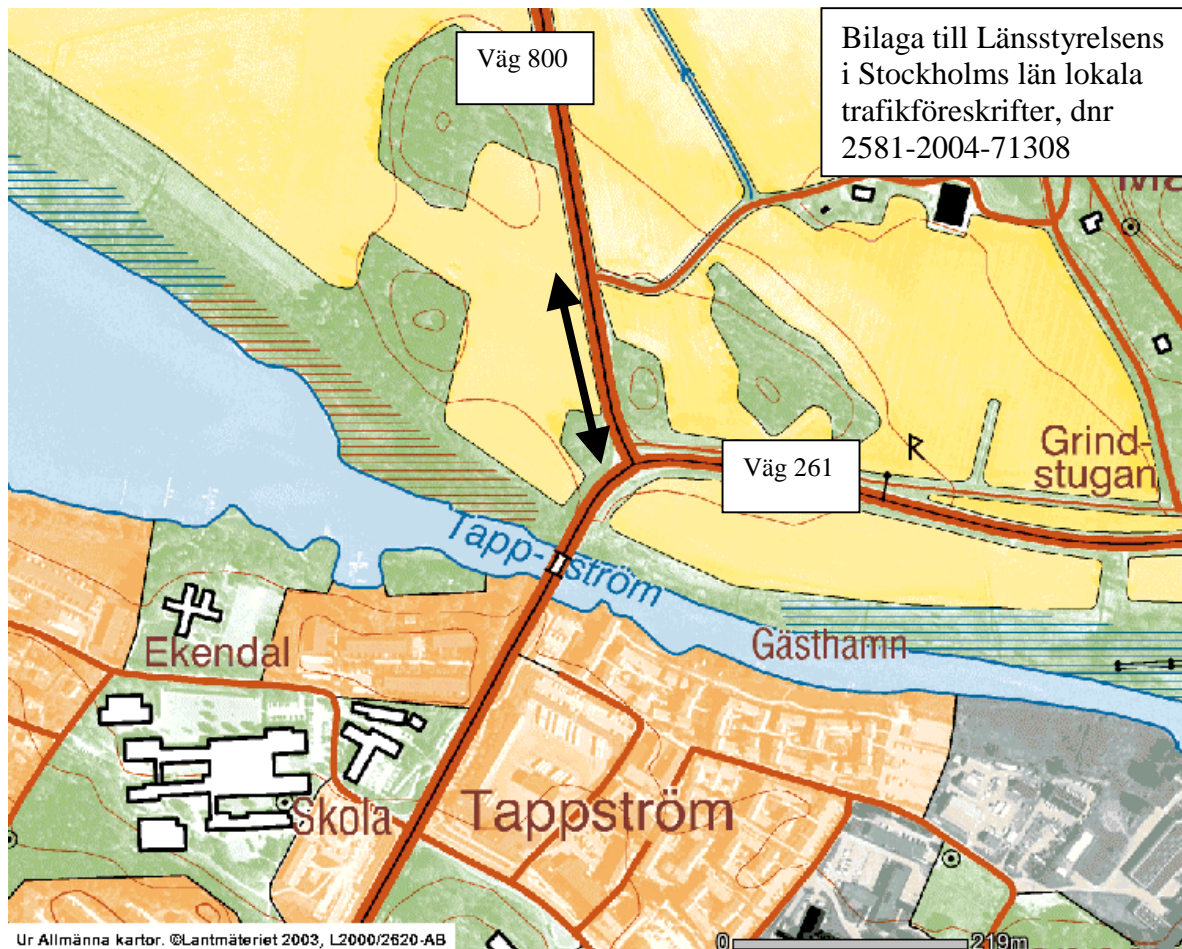 Väg 800
Bilaga till Länsstyrelsens
i Stockholms län lokala
trafikföreskrifter, dnr
2581-2004-71308
Grind-
stugan
Väg 261
Tapp-ström
Gästhamn
Ekendal
Skola
Tappström
Ur Allmänna kartor. ©Lantmäteriet 2003, L2000/2620-AB
0 219m